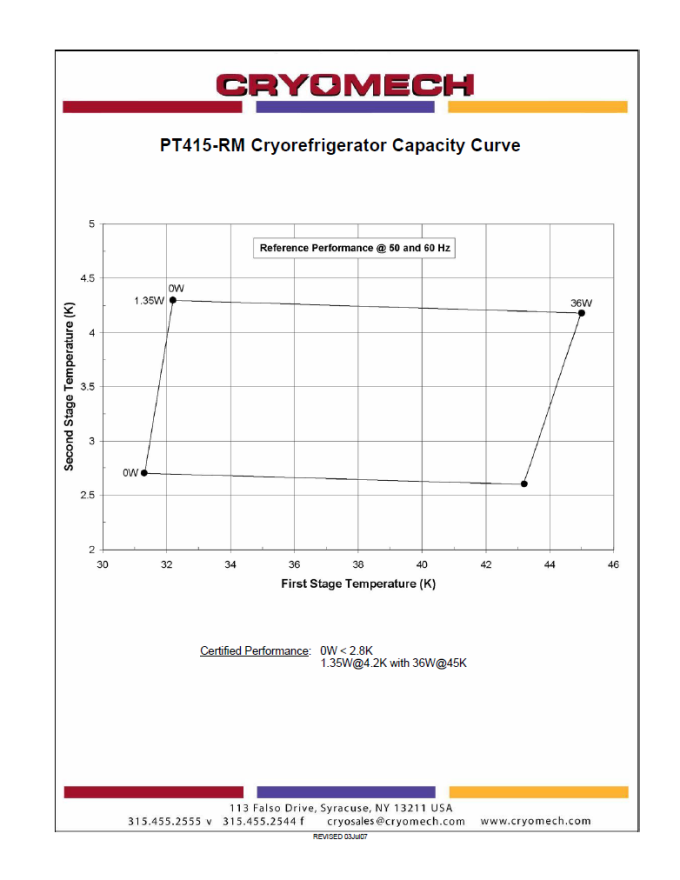 CRYOMECH
PT415-RM Cryorefrigerator Capacity Curve
Reference Performance @ 50 and 60 Hz
5
4.5
4
3.5
3
2.5
2
Second Stage Temperature (K)
0W
1.35W
36W
0W
30 32 34 36 38 40 42 44 46
First Stage Temperature (K)
Certified Performance: 0W < 2.8K
1.35W@4.2K with 36W@45K
113 Falso Drive, Syracuse, NY 13211 USA
315.455.2555 v 315.455.2544 f cryosales@cryomech.com www.cryomech.com
REVISED 03Jul07